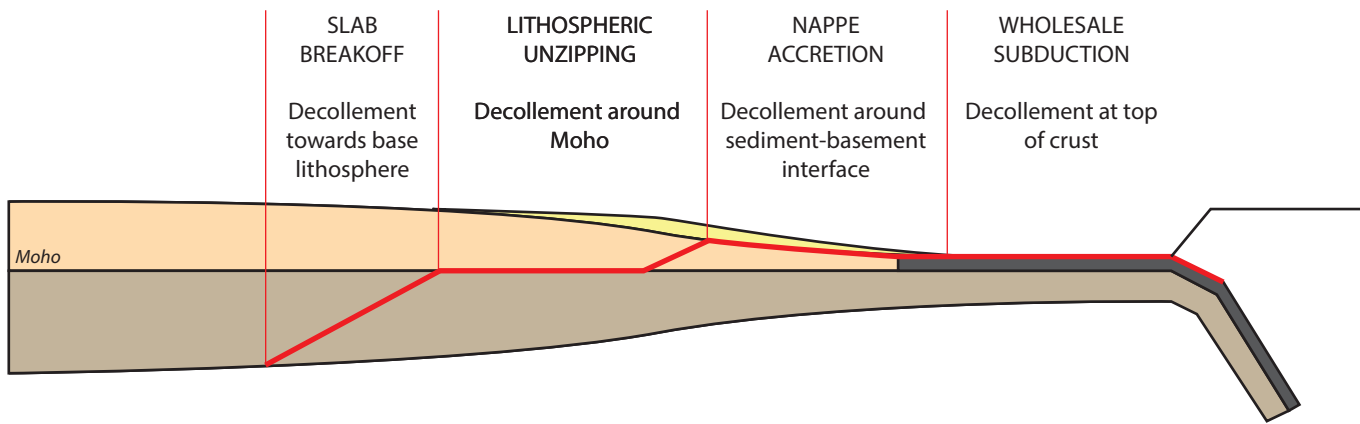 SLAB
BREAKOFF
Decollement
towards base
lithosphere
LITHOSPHERIC
UNZIPPING
Decollement around
Moho
NAPPE
ACCRETION
Decollement around
sediment-basement
interface
WHOLESALE
SUBDUCTION
Decollement at top
of crust
Moho